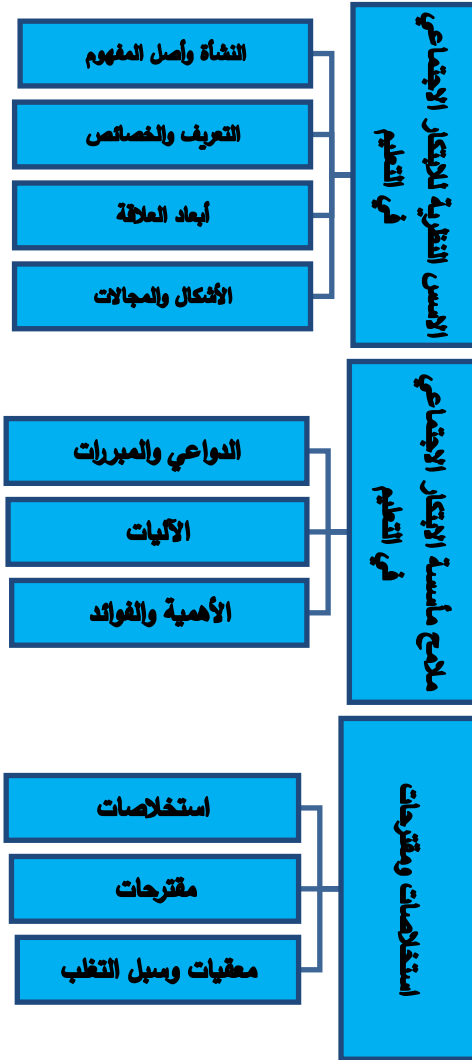 الاسس النظرية للابتكار الاجتماعي
في التعليم
النشأة وأصل المفهوم
التعريف والخصائص
أبعاد العلاقة
الأشكال والمجالات
ملامح مأسسة الابتكار الاجتماعي
في التعليم
الدواعي والمبررات
الآليات
الأهمية والفوائد
استخلاصات ومقترحات
استخلاصات
مقترحات
معقيات وسبل التغلب